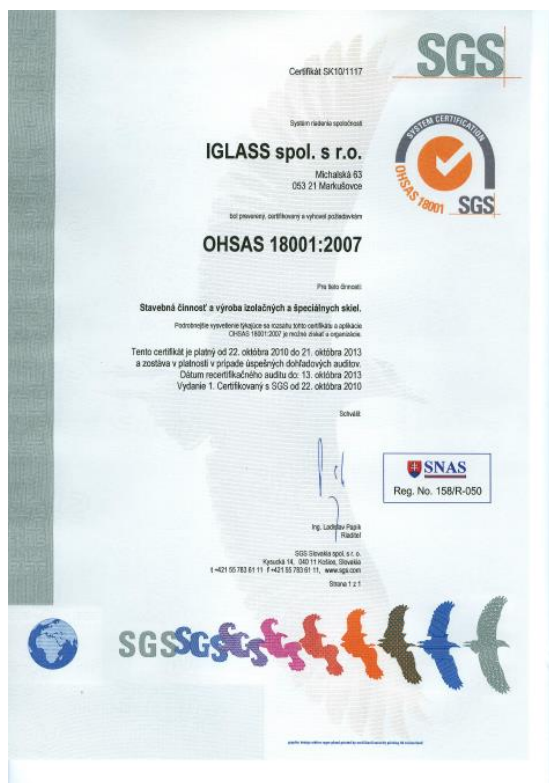 SGS
Certifikát SK10/1117
Systém riadenia spoločnosti
IGLASS spol. s r.o.
Michalská 63
053 21 Markušovce
SYSTEM CERTIFICATION
OHSAS 18001
SGS
bol preverený, certifikovaný a vyhovel požiadavkám
OHSAS 18001:2007
Pre tieto činnosti:
Stavebná činnosť a výroba izolačných a špeciálnych skiel.
Podrobnejšie vysvetlenie týkajúce sa rozsahu tohto certifikátu a aplikácie
OHSAS 18001:2007 je možné získať u organizácie.
Tento certifikát je platný od 22. októbra 2010 do 21. októbra 2013
a zostáva v platnosti v prípade úspešných dohľadových auditov.
Dátum recertifikačného auditu do: 13. októbra 2013
Vydanie 1. Certifikovaný s SGS od 22. októbra 2010
Schválil:
SNAS
Reg. No. 158/R-050
Ing. Ladislav Papik
Riaditeľ
SGS Slovakia spol. s r. o.
Kysucká 14, 040 11 Košice, Slovakia
t +421 55 783 61 11 f +421 55 783 61 11, www.sgs.com
Strana 1 z 1
SGSSGSSGS